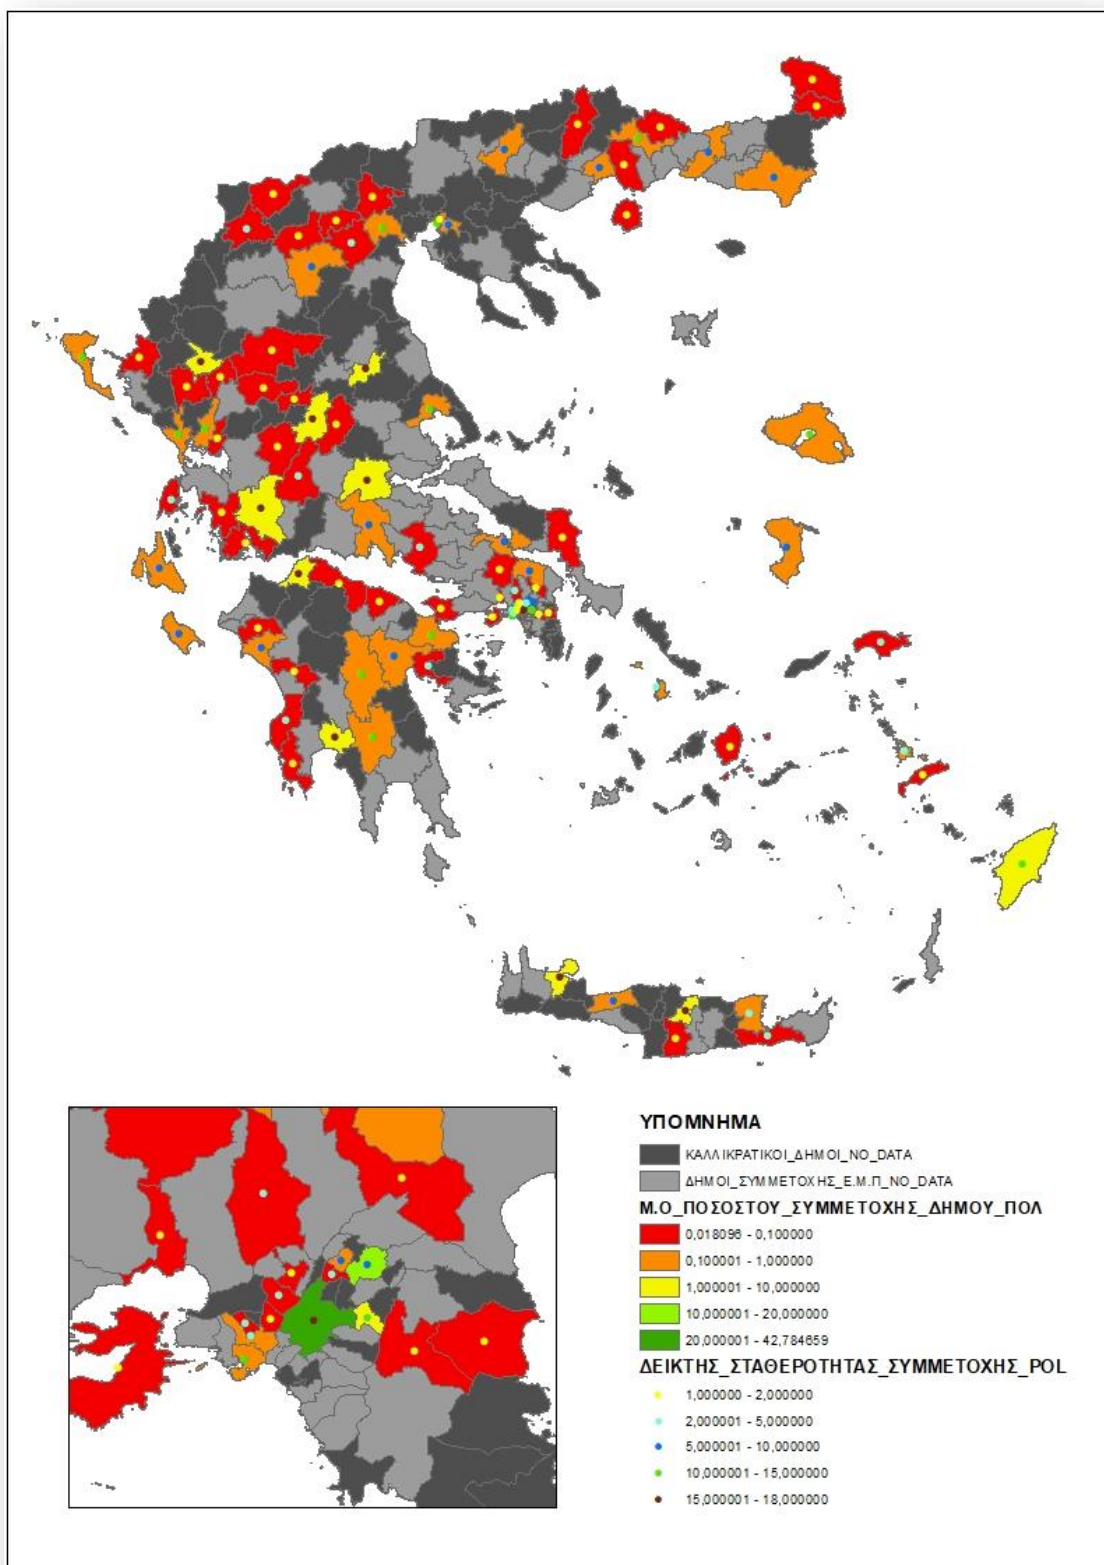 ΥΠΟΜΝΗΜΑ
ΚΑΛΛΙΚΡΑΤΙΚΟΙ_ΔΗΜΟΙ_NO_DATA
ΔΗΜΟΙ_ΣΥΜΜΕΤΟΧΗΣ_Ε.Μ.Π_NO_DATA
Μ.Ο_ΠΟΣΟΣΤΟΥ_ΣΥΜΜΕΤΟΧΗΣ_ΔΗΜΟΥ_ΠΟΛ
0,018096 - 0,100000
0,100001 - 1,000000
1,000001 - 10,000000
10,000001 - 20,000000
20,000001 - 42,784659
ΔΕΙΚΤΗΣ_ΣΤΑΘΕΡΟΤΗΤΑΣ_ΣΥΜΜΕΤΟΧΗΣ_POL
1,000000 - 2,000000
2,000001 - 5,000000
5,000001 - 10,000000
10,000001 - 15,000000
15,000001 - 18,000000